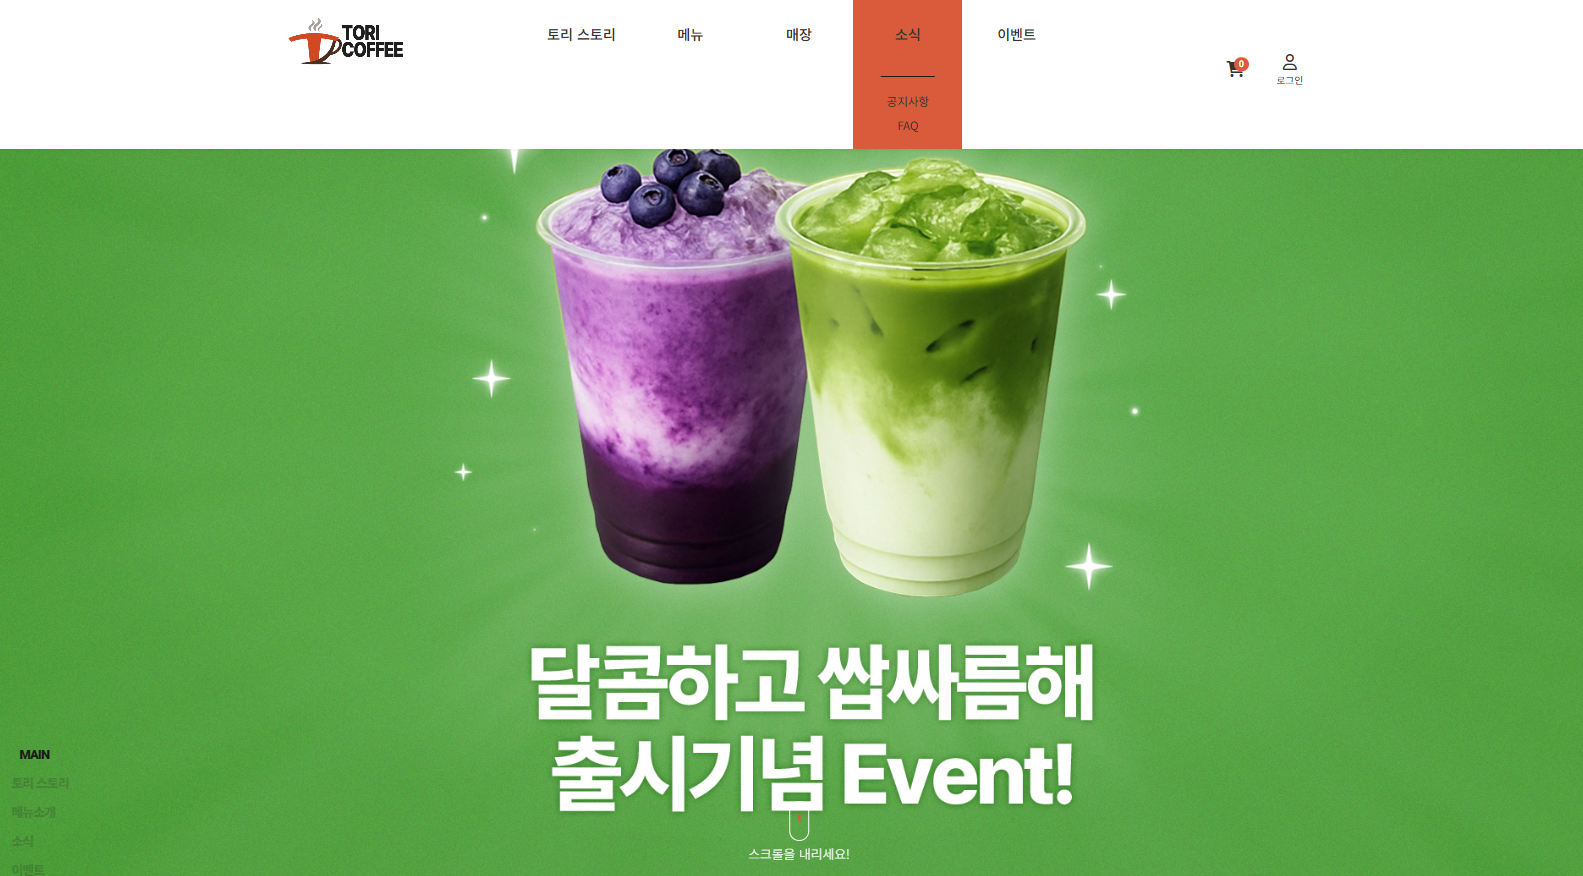 TORI
COFFEE
토리 스토리
메뉴
매장
소식
이벤트
공지사항
FAQ
0
로그인
달콤하고 쌉싸름해
출시기념 Event!
스크롤을 내리세요!
MAIN
토리 스토리
메뉴소개
소식
이벤트